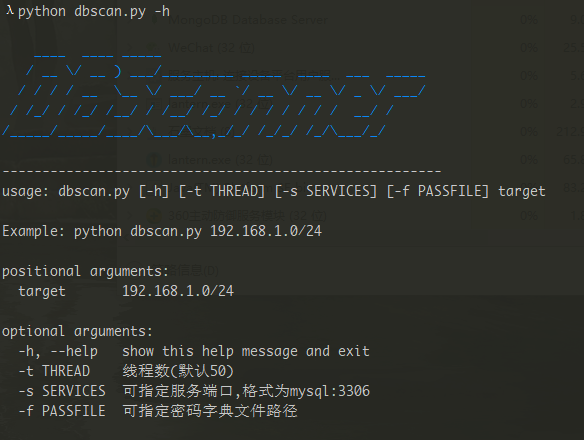 λ python dbscan.py -h
DBScanner
-------------------------------------------------------
usage: dbscan.py [-h] [-t THREAD] [-s SERVICES] [-f PASSFILE] target
Example: python dbscan.py 192.168.1.0/24
positional arguments:
target 192.168.1.0/24
optional arguments:
-h, --help show this help message and exit
-t THREAD 线程数(默认50)
-s SERVICES 可指定服务端口,格式为mysql:3306
-f PASSFILE 可指定密码字典文件路径